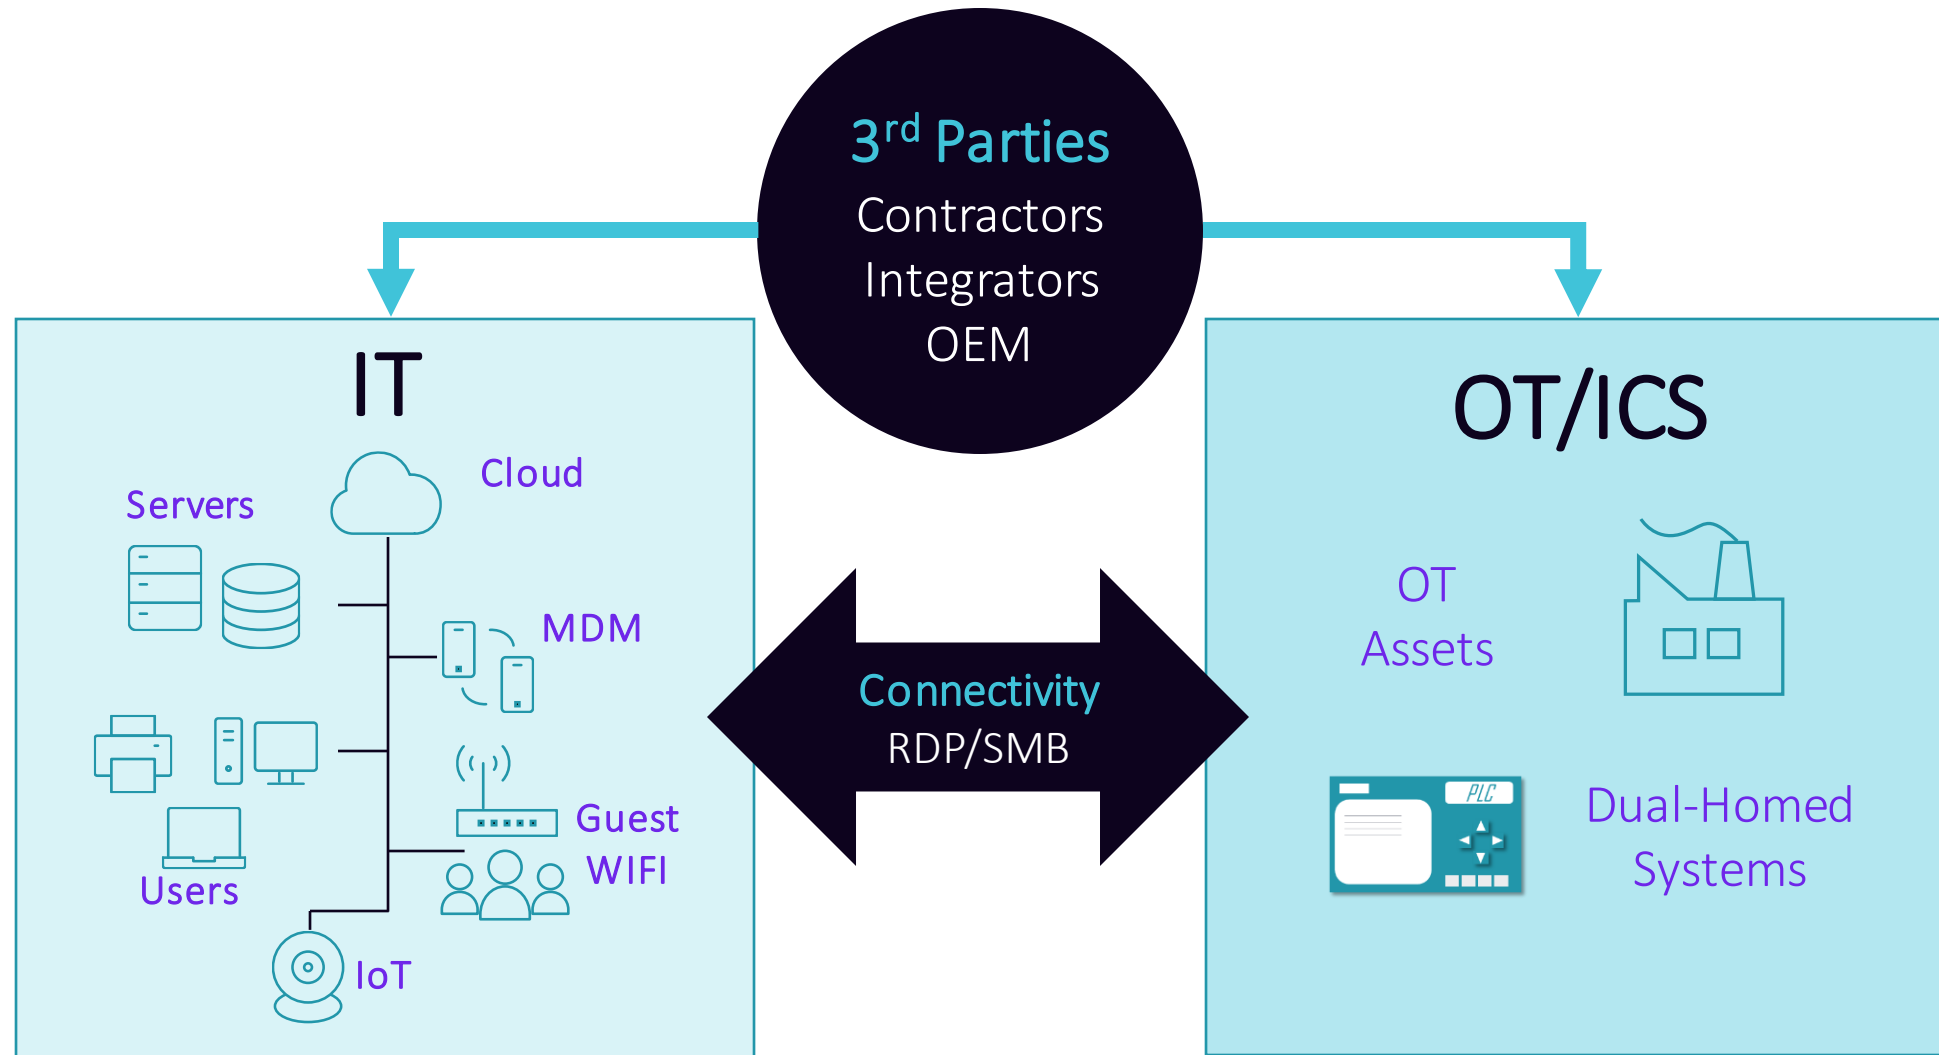 3rd Parties
Contractors
Integrators
OEM
IT
Cloud
Servers
MDM
Guest
WIFI
Users
IoT
Connectivity
RDP/SMB
OT/ICS
OT
Assets
PLC
Dual-Homed
Systems